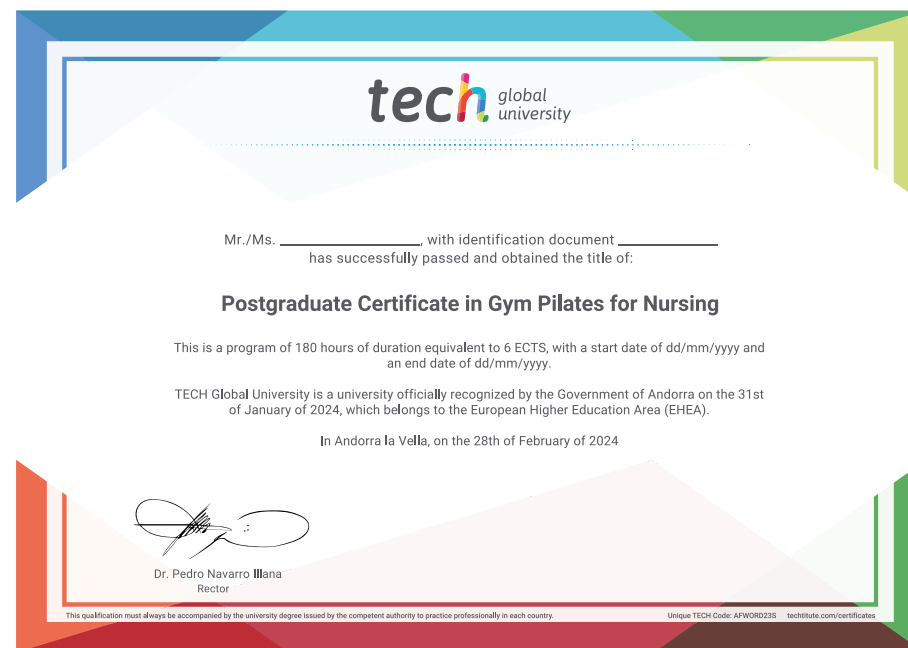 tech global university
Mr./Ms. ____________________, with identification document ______________
has successfully passed and obtained the title of:
Postgraduate Certificate in Gym Pilates for Nursing
This is a program of 180 hours of duration equivalent to 6 ECTS, with a start date of dd/mm/yyyy and
an end date of dd/mm/yyyy.
TECH Global University is a university officially recognized by the Government of Andorra on the 31st
of January of 2024, which belongs to the European Higher Education Area (EHEA).
In Andorra la Vella, on the 28th of February of 2024
Dr. Pedro Navarro Illana
Rector
This qualification must always be accompanied by the university degree issued by the competent authority to practice professionally in each country.
Unique TECH Code: AFWORD23S techtitute.com/certificates